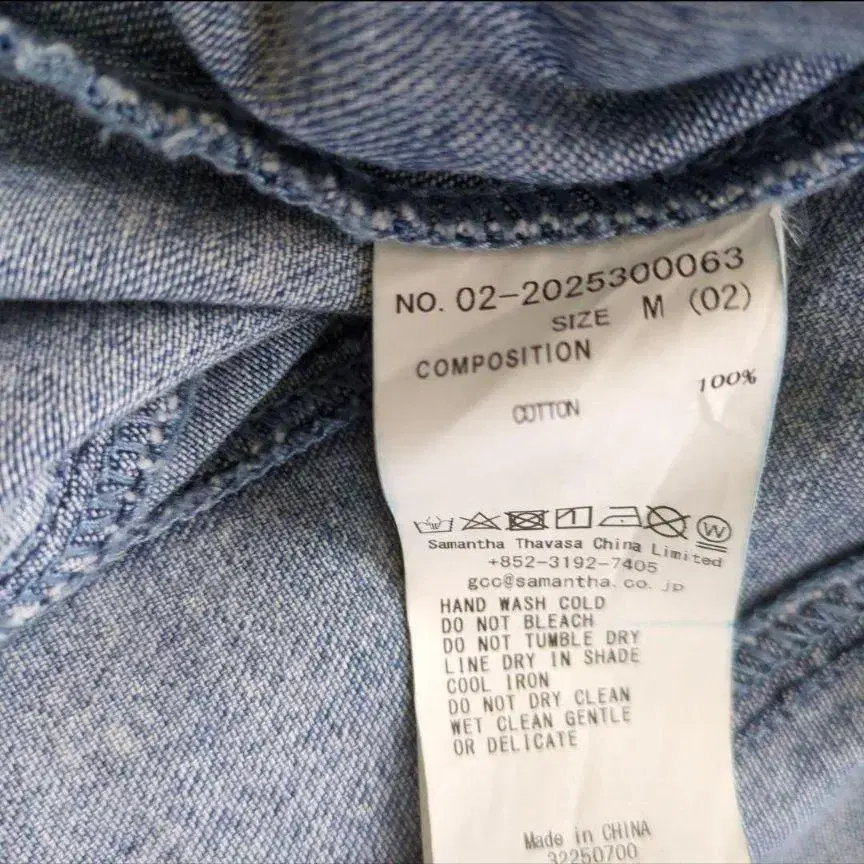 NO. 02-2025300063
SIZE M (02)
COMPOSITION
100%
COTTON
W
Samantha Thavasa China Limited
+852-3192-7405
gcc@samantha.co.jp
HAND WASH COLD
DO NOT BLEACH
DO NOT TUMBLE DRY
LINE DRY IN SHADE
COOL IRON
DO NOT DRY CLEAN
WET CLEAN GENTLE
OR DELICATE
Made in CHINA
32250700